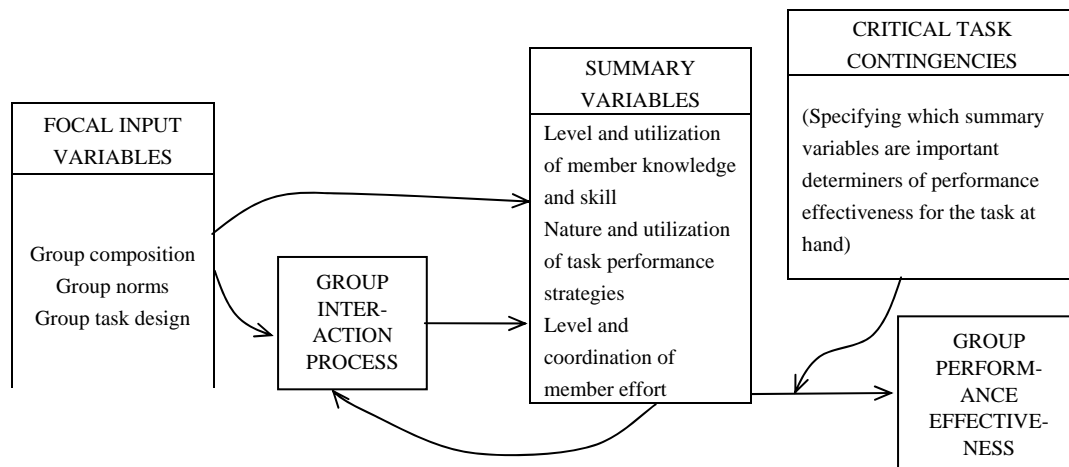 FOCAL INPUT
VARIABLES
Group composition
Group norms
Group task design
GROUP
INTER-
ACTION
PROCESS
SUMMARY
VARIABLES
Level and utilization
of member knowledge
and skill
Nature and utilization
of task performance
strategies
Level and
coordination of
member effort
CRITICAL TASK
CONTINGENCIES
(Specifying which summary
variables are important
determiners of performance
effectiveness for the task at
hand)
GROUP
PERFORM-
ANCE
EFFECTIVE-
NESS